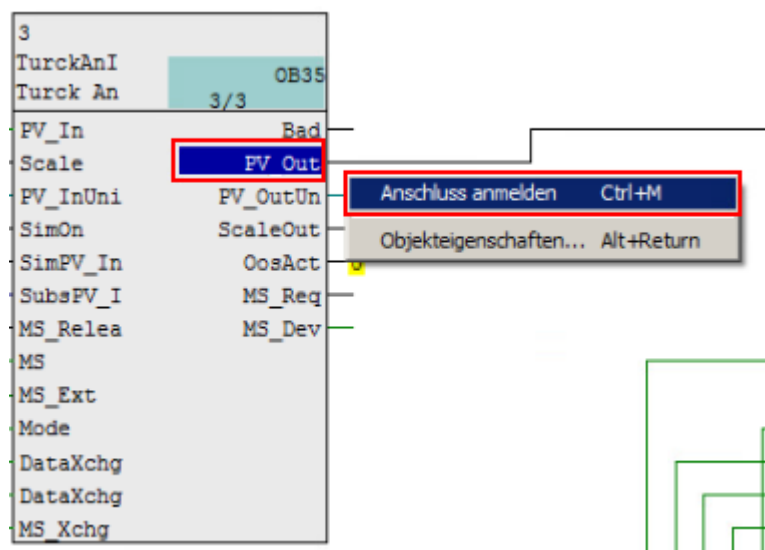 3
TurckAnI
Turck An
OB35
3/3
PV_In Bad
Scale PV_Out
PV_InUni PV_OutUn
SimOn ScaleOut
SimPV_In OosAct
SubsPV_I MS_Req
MS_Relea MS_Dev
MS
MS_Ext
Mode
DataXchg
DataXchg
MS_Xchg
Anschluss anmelden Ctrl+M
Objekteigenschaften... Alt+Return